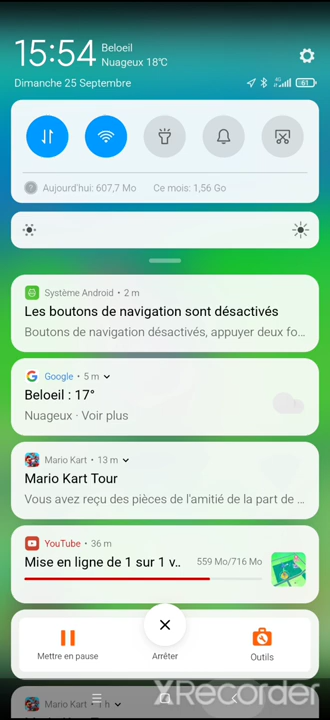 15:54
Beloeil
Nuageux 18℃
Dimanche 25 Septembre
4G
61
Aujourd'hui: 607,7 Mo
Ce mois: 1,56 Go
Système Android • 2 m
Les boutons de navigation sont désactivés
Boutons de navigation désactivés, appuyer deux fo...
Google • 5 m
Beloeil : 17°
Nuageux · Voir plus
Mario Kart • 13 m
Mario Kart Tour
Vous avez reçu des pièces de l'amitié de la part de ...
YouTube • 36 m
Mise en ligne de 1 sur 1 v..
559 Mo/716 Mo
Mettre en pause
Arrêter
Outils
XRecorder
Mario Kart • 1 h